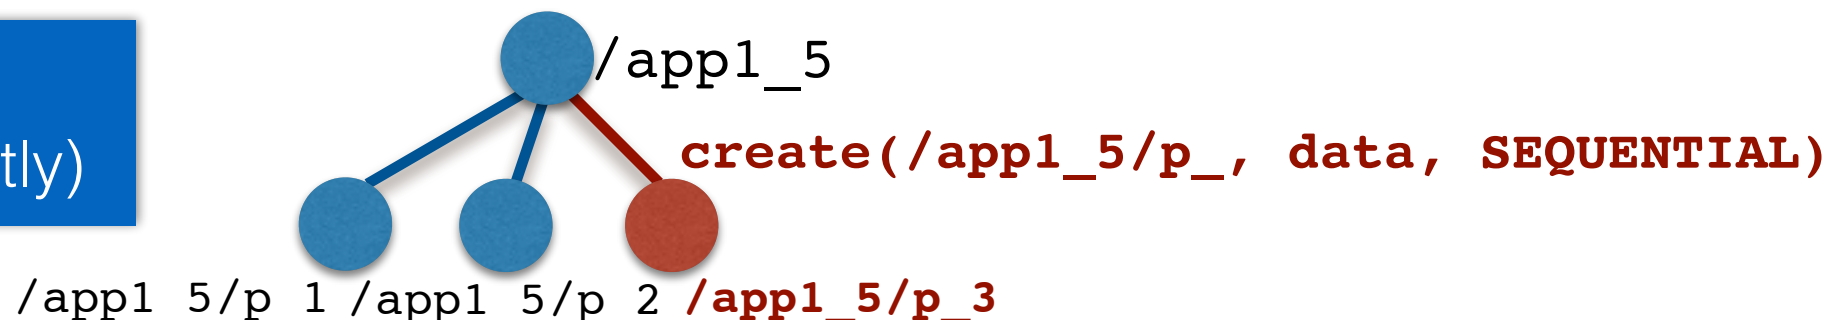 /app1_5
tly)
create(/app1_5/p_, data, SEQUENTIAL)
/app1 5/p 1 /app1 5/p 2 /app1_5/p_3